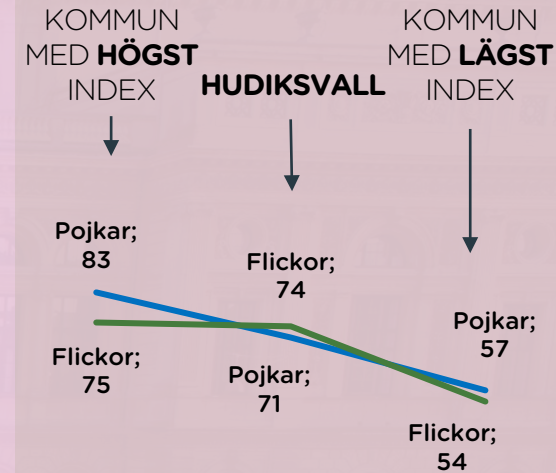 KOMMUN
MED HÖGST
INDEX
HUDIKSVALL
KOMMUN
MED LÄGST
INDEX
Pojkar;
83
Flickor;
74
Pojkar;
57
Flickor;
75
Pojkar;
71
Flickor;
54